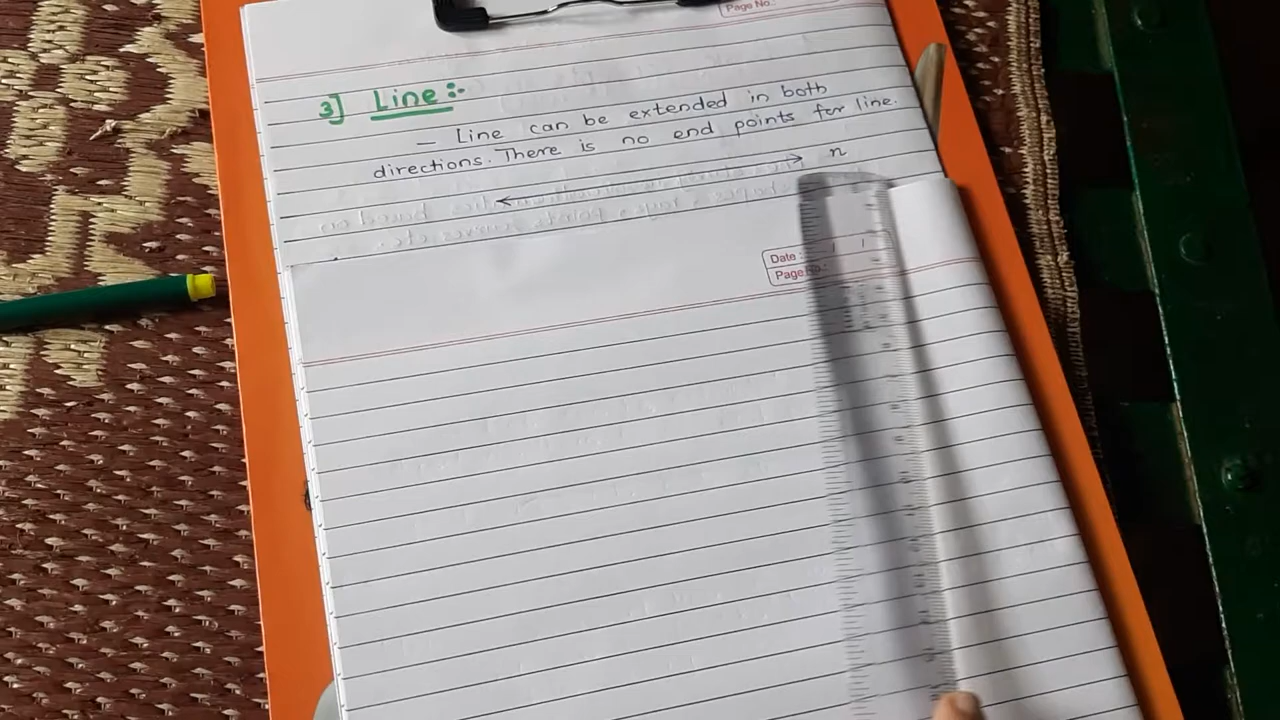 Page No.:
3] Line :-
— Line can be extended in both
directions. There is no end points for line.
n
Date :
Page No.: